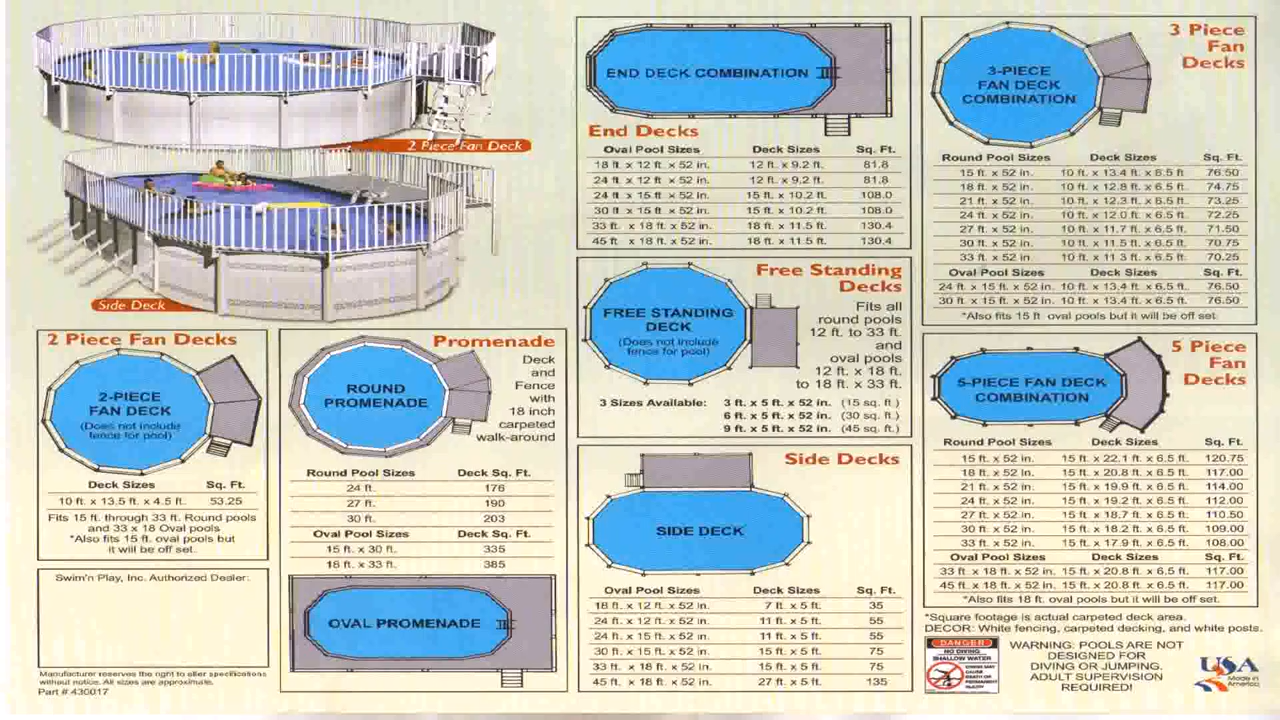 2 Piece Fan Deck
Side Deck
2 Piece Fan Decks
2-PIECE
FAN DECK
(Does not include
fence for pool)
Deck Sizes Sq. Ft.
10 ft. x 13.5 ft. x 4.5 ft. 53.25
Fits 15 ft. through 33 ft. Round pools
and 33 x 18 Oval pools
*Also fits 15 ft. oval pools but
it will be off set.
Swim'n Play, Inc. Authorized Dealer:
Manufacturer reserves the right to alter specifications
without notice. All sizes are approximate.
Part # 430017
Promenade
ROUND
PROMENADE
Deck
and
Fence
with
18 inch
carpeted
walk-around
Round Pool Sizes Deck Sq. Ft.
24 ft. 176
27 ft. 190
30 ft. 203
Oval Pool Sizes Deck Sq. Ft.
15 ft. x 30 ft. 335
18 ft. x 33 ft. 385
OVAL PROMENADE
END DECK COMBINATION
End Decks
Oval Pool Sizes Deck Sizes Sq. Ft.
18 ft. x 12 ft. x 52 in. 12 ft. x 9.2 ft. 81.8
24 ft. x 12 ft. x 52 in. 12 ft. x 9.2 ft. 81.8
24 ft. x 15 ft. x 52 in. 15 ft. x 10.2 ft. 108.0
30 ft. x 15 ft. x 52 in. 15 ft. x 10.2 ft. 108.0
33 ft. x 18 ft. x 52 in. 18 ft. x 11.5 ft. 130.4
45 ft. x 18 ft. x 52 in. 18 ft. x 11.5 ft. 130.4
Free Standing
Decks
FREE STANDING
DECK
(Does not include
fence for pool)
Fits all
round pools
12 ft. to 33 ft.
and
oval pools
12 ft. x 18 ft.
to 18 ft. x 33 ft.
3 Sizes Available: 3 ft. x 5 ft. x 52 in. (15 sq. ft.)
6 ft. x 5 ft. x 52 in. (30 sq. ft.)
9 ft. x 5 ft. x 52 in. (45 sq. ft.)
Side Decks
SIDE DECK
Oval Pool Sizes Deck Sizes Sq. Ft.
18 ft. x 12 ft. x 52 in. 7 ft. x 5 ft. 35
24 ft. x 12 ft. x 52 in. 11 ft. x 5 ft. 55
24 ft. x 15 ft. x 52 in. 11 ft. x 5 ft. 55
30 ft. x 15 ft. x 52 in. 15 ft. x 5 ft. 75
33 ft. x 18 ft. x 52 in. 15 ft. x 5 ft. 75
45 ft. x 18 ft. x 52 in. 27 ft. x 5 ft. 135
3 Piece
Fan
Decks
3-PIECE
FAN DECK
COMBINATION
Round Pool Sizes Deck Sizes Sq. Ft.
15 ft. x 52 in. 10 ft. x 13.4 ft. x 6.5 ft. 76.50
18 ft. x 52 in. 10 ft. x 12.8 ft. x 6.5 ft. 74.75
21 ft. x 52 in. 10 ft. x 12.3 ft. x 6.5 ft. 73.25
24 ft. x 52 in. 10 ft. x 12.0 ft. x 6.5 ft. 72.25
27 ft. x 52 in. 10 ft. x 11.7 ft. x 6.5 ft. 71.50
30 ft. x 52 in. 10 ft. x 11.5 ft. x 6.5 ft. 70.75
33 ft. x 52 in. 10 ft. x 11.3 ft. x 6.5 ft. 70.25
Oval Pool Sizes Deck Sizes Sq. Ft.
24 ft. x 15 ft. x 52 in. 10 ft. x 13.4 ft. x 6.5 ft. 76.50
30 ft. x 15 ft. x 52 in. 10 ft. x 13.4 ft. x 6.5 ft. 76.50
*Also fits 15 ft. oval pools but it will be off set.
5 Piece
Fan
Decks
5-PIECE FAN DECK
COMBINATION
Round Pool Sizes Deck Sizes Sq. Ft.
15 ft. x 52 in. 15 ft. x 22.1 ft. x 6.5 ft. 120.75
18 ft. x 52 in. 15 ft. x 20.8 ft. x 6.5 ft. 117.00
21 ft. x 52 in. 15 ft. x 19.9 ft. x 6.5 ft. 114.00
24 ft. x 52 in. 15 ft. x 19.2 ft. x 6.5 ft. 112.00
27 ft. x 52 in. 15 ft. x 18.7 ft. x 6.5 ft. 110.50
30 ft. x 52 in. 15 ft. x 18.2 ft. x 6.5 ft. 109.00
33 ft. x 52 in. 15 ft. x 17.9 ft. x 6.5 ft. 108.00
Oval Pool Sizes Deck Sizes Sq. Ft.
33 ft. x 18 ft. x 52 in. 15 ft. x 20.8 ft. x 6.5 ft. 117.00
45 ft. x 18 ft. x 52 in. 15 ft. x 20.8 ft. x 6.5 ft. 117.00
*Also fits 18 ft. oval pools but it will be off set.
*Square footage is actual carpeted deck area.
DECOR: White fencing, carpeted decking, and white posts.
DANGER
NO DIVING
SHALLOW WATER
DIVING MAY
CAUSE
DEATH OR
PERMANENT
INJURY
WARNING: POOLS ARE NOT
DESIGNED FOR
DIVING OR JUMPING.
ADULT SUPERVISION
REQUIRED!
USA
Made in
America